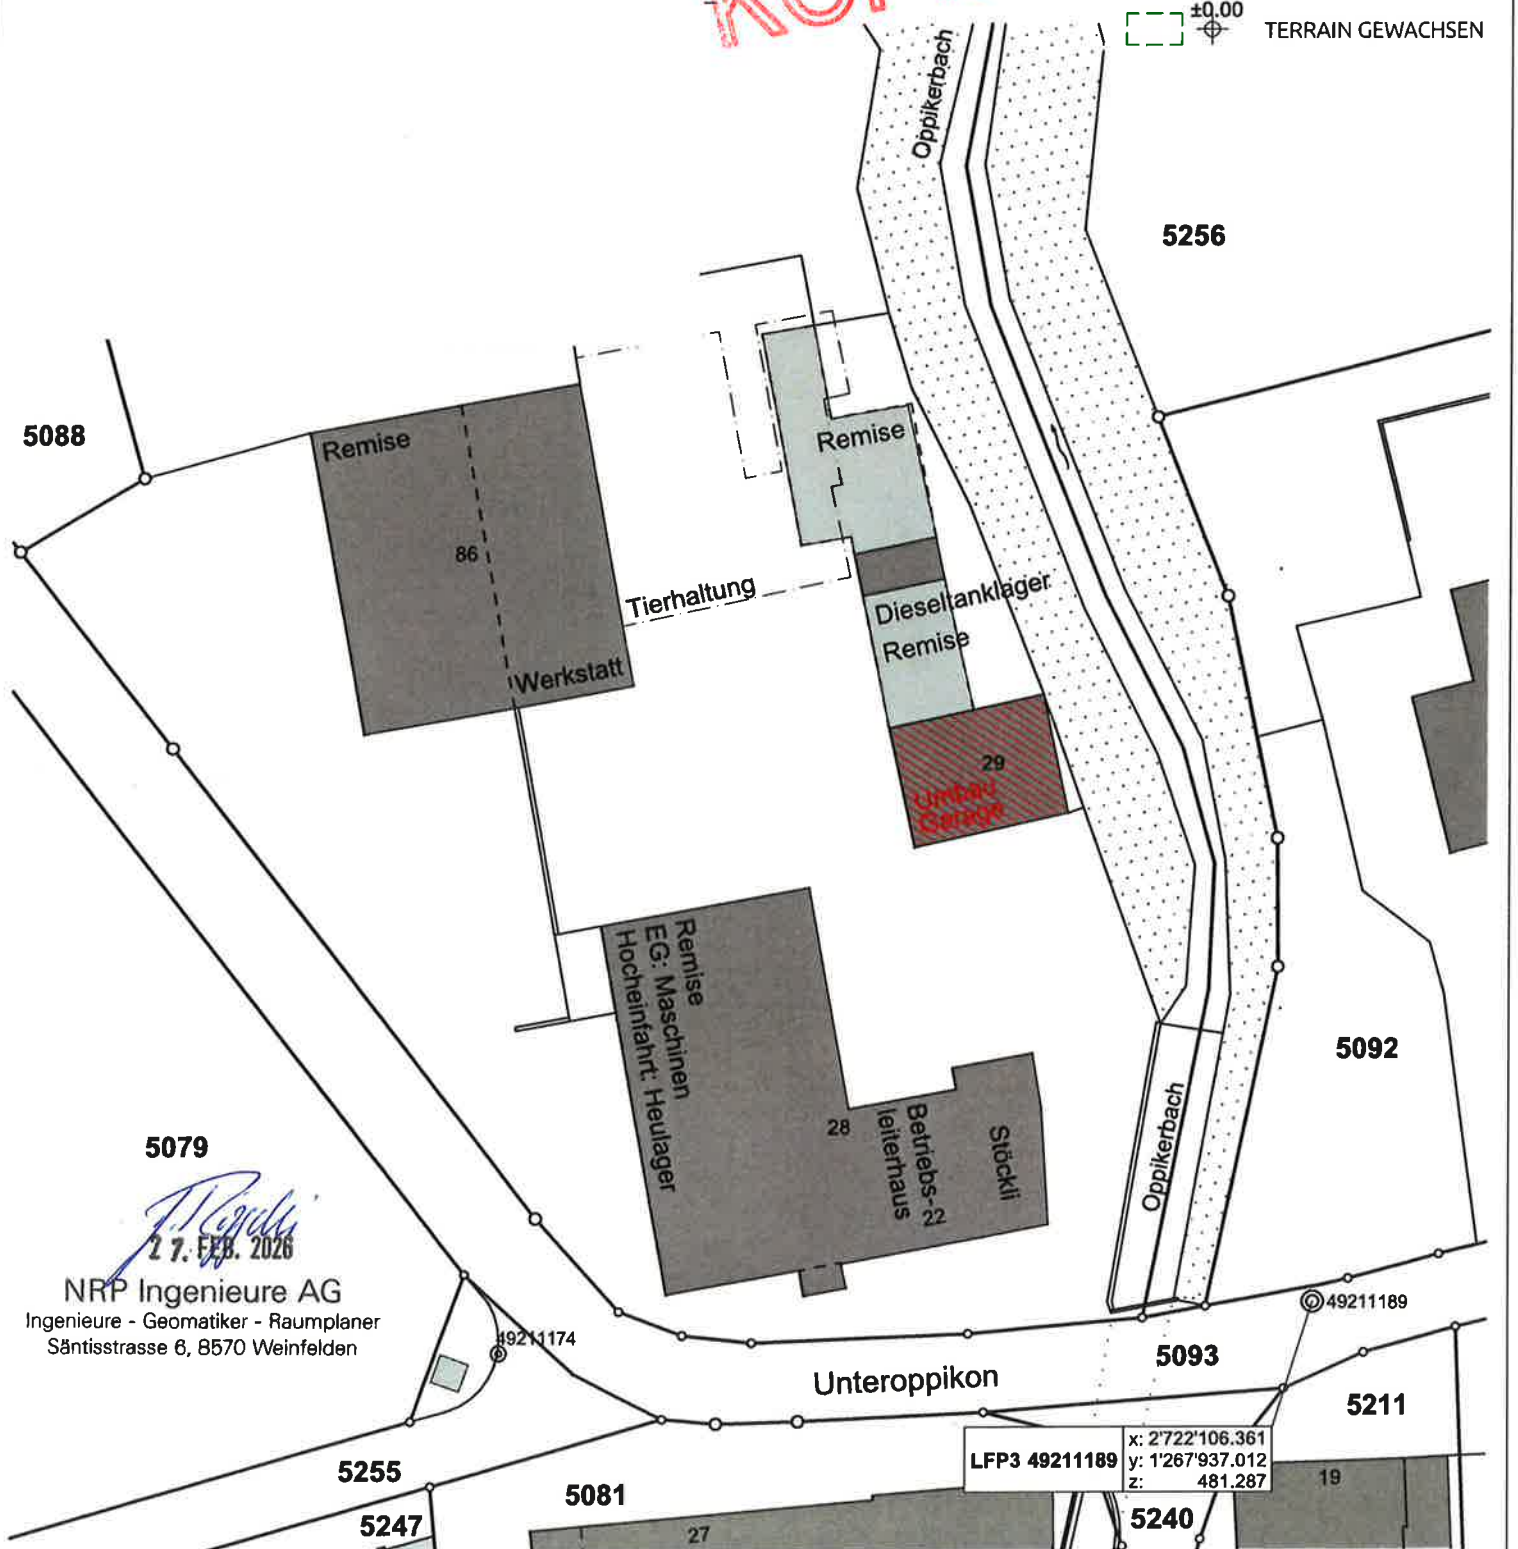 ±0.00
TERRAIN GEWACHSEN
Oppikerbach
5256
5088
Remise
86
Werkstatt
Tierhaltung
Remise
Dieseltanklager
Remise
29
Umbau
Garage
Remise
EG: Maschinen
Hocheinfahrt: Heulager
28
Betriebs-
leiterhaus
22
Stöckli
Oppikerbach
5092
5079
27. FEB. 2026
NRP Ingenieure AG
Ingenieure - Geomatiker - Raumplaner
Säntisstrasse 6, 8570 Weinfelden
49211174
49211189
5093
Unteroppikon
5211
LFP3 49211189
x: 2'722'106.361
y: 1'267'937.012
z: 481.287
5255
5081
5247
27
5240
19